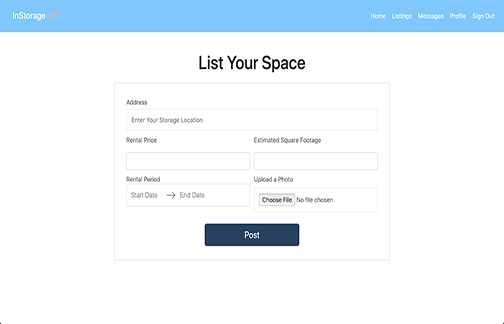 InStorage
Home Listings Messages Profile Sign Out
List Your Space
Address
Enter Your Storage Location
Rental Price Estimated Square Footage
Rental Period Upload a Photo
Start Date → End Date Choose File No file chosen
Post